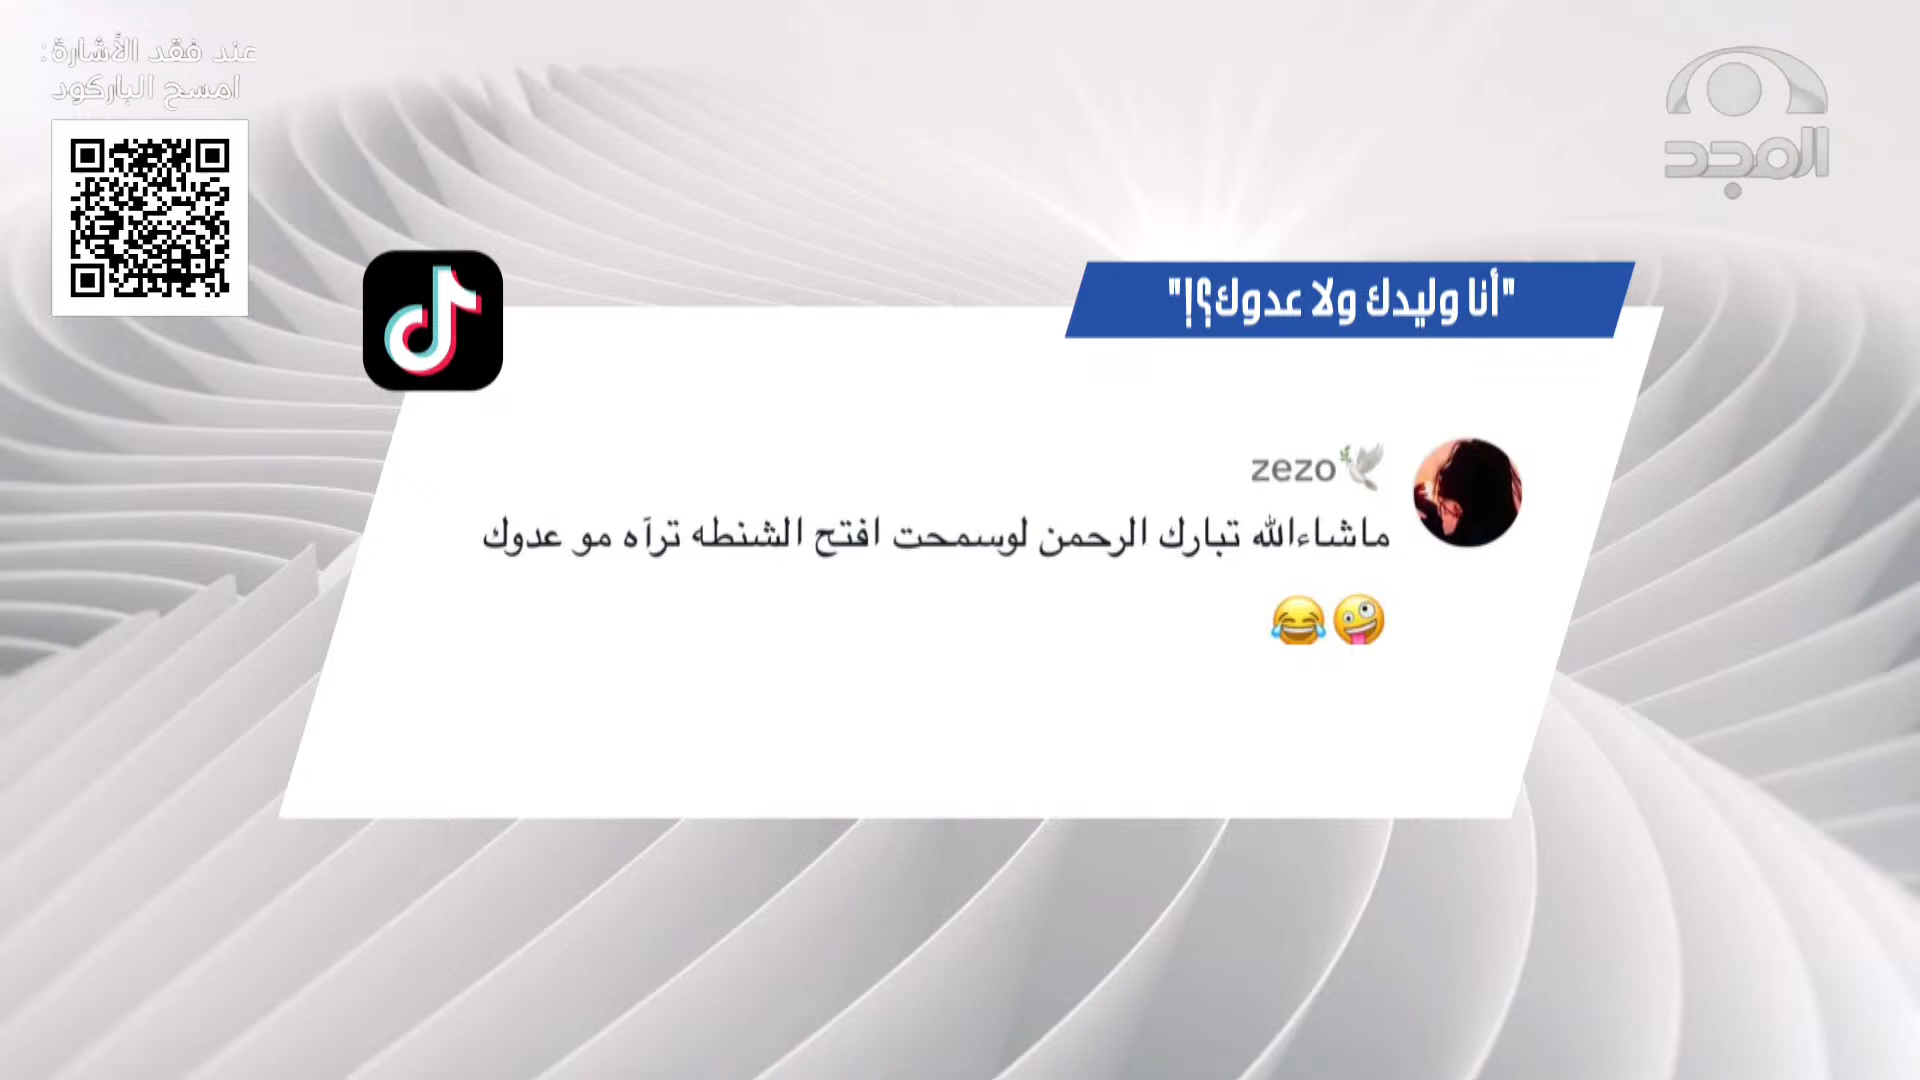 عند فقد الأشارة:
امسح الباركود
المجد
"أنا وليدك ولا عدوك؟!"
zezo🕊
ماشاءالله تبارك الرحمن لوسمحت افتح الشنطه ترآه مو عدوك
🤪😂